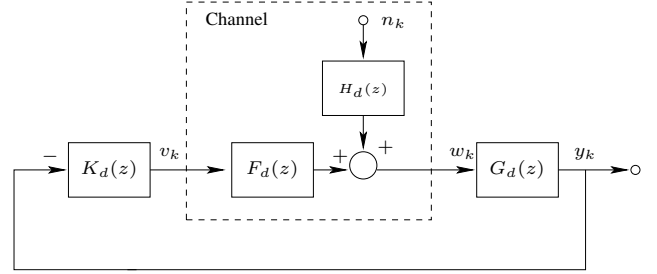 Channel
n_k
H_d(z)
− v_k + + w_k y_k
K_d(z) F_d(z) G_d(z)